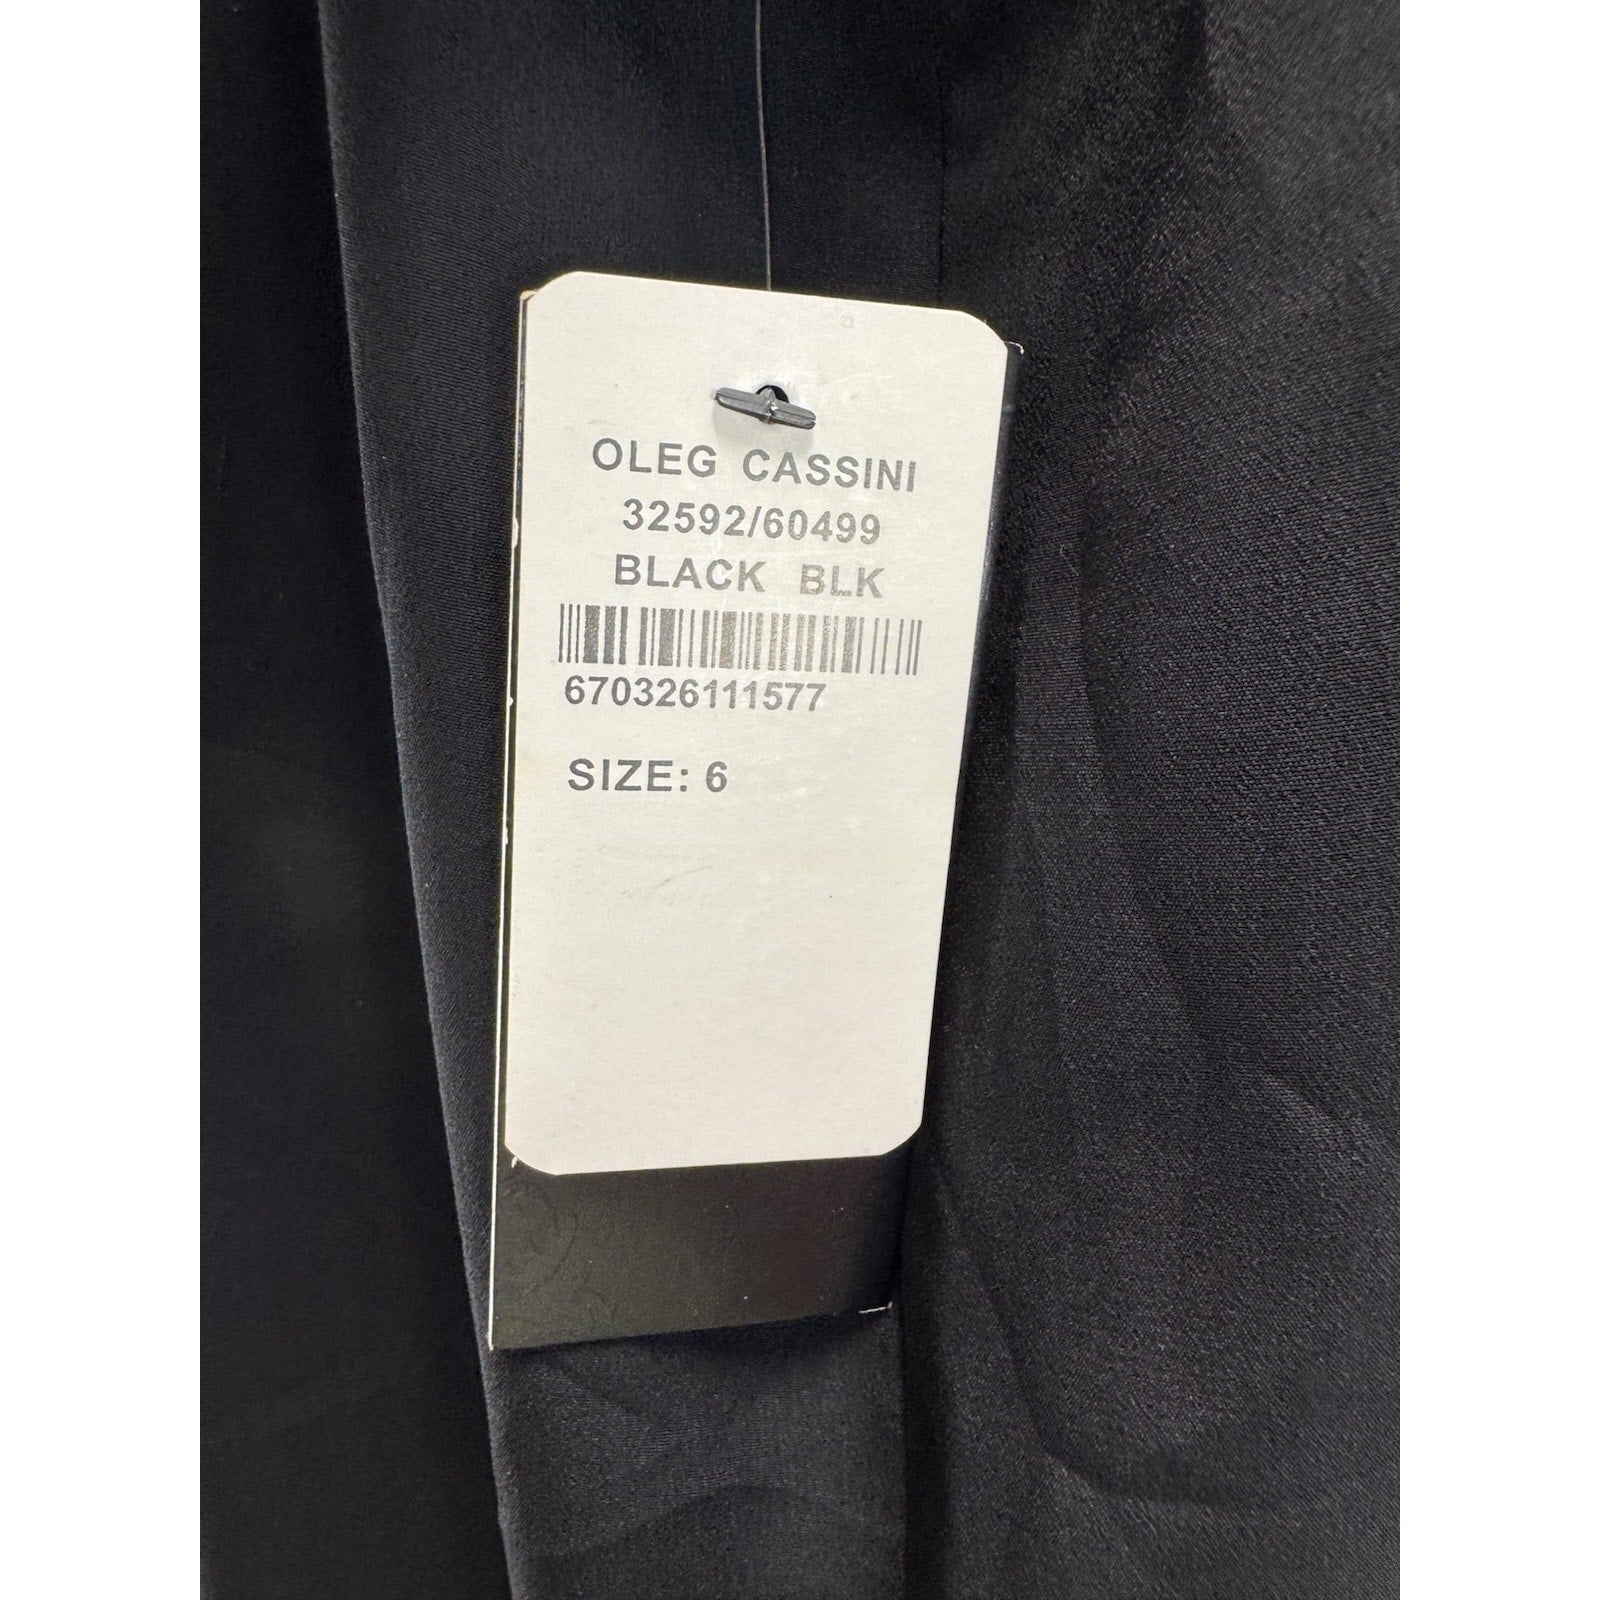 OLEG CASSINI
32592/60499
BLACK BLK
670326111577
SIZE: 6